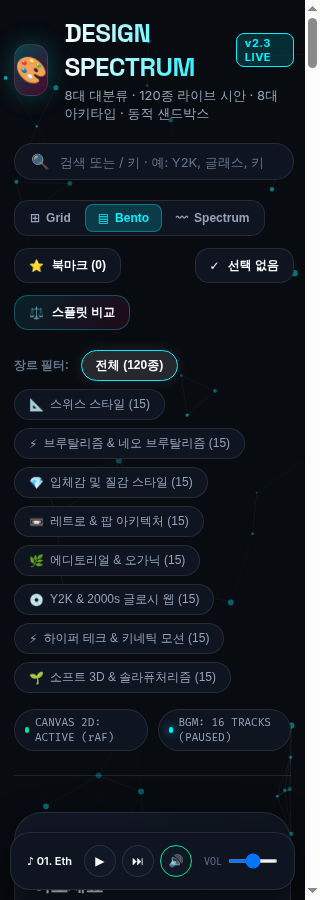 DESIGN
SPECTRUM
v2.3
LIVE
8대 대분류 · 120종 라이브 시안 · 8대
아키타입 · 동적 샌드박스
검색 또는 / 키 · 예: Y2K, 글래스, 키
Grid
Bento
Spectrum
북마크 (0)
✓ 선택 없음
스플릿 비교
장르 필터:
전체 (120종)
스위스 스타일 (15)
브루탈리즘 & 네오 브루탈리즘 (15)
입체감 및 질감 스타일 (15)
레트로 & 팝 아키텍처 (15)
에디토리얼 & 오가닉 (15)
Y2K & 2000s 글로시 웹 (15)
하이퍼 테크 & 키네틱 모션 (15)
소프트 3D & 솔라퓨처리즘 (15)
CANVAS 2D:
ACTIVE (rAF)
BGM: 16 TRACKS
(PAUSED)
♪ 01. Eth
VOL